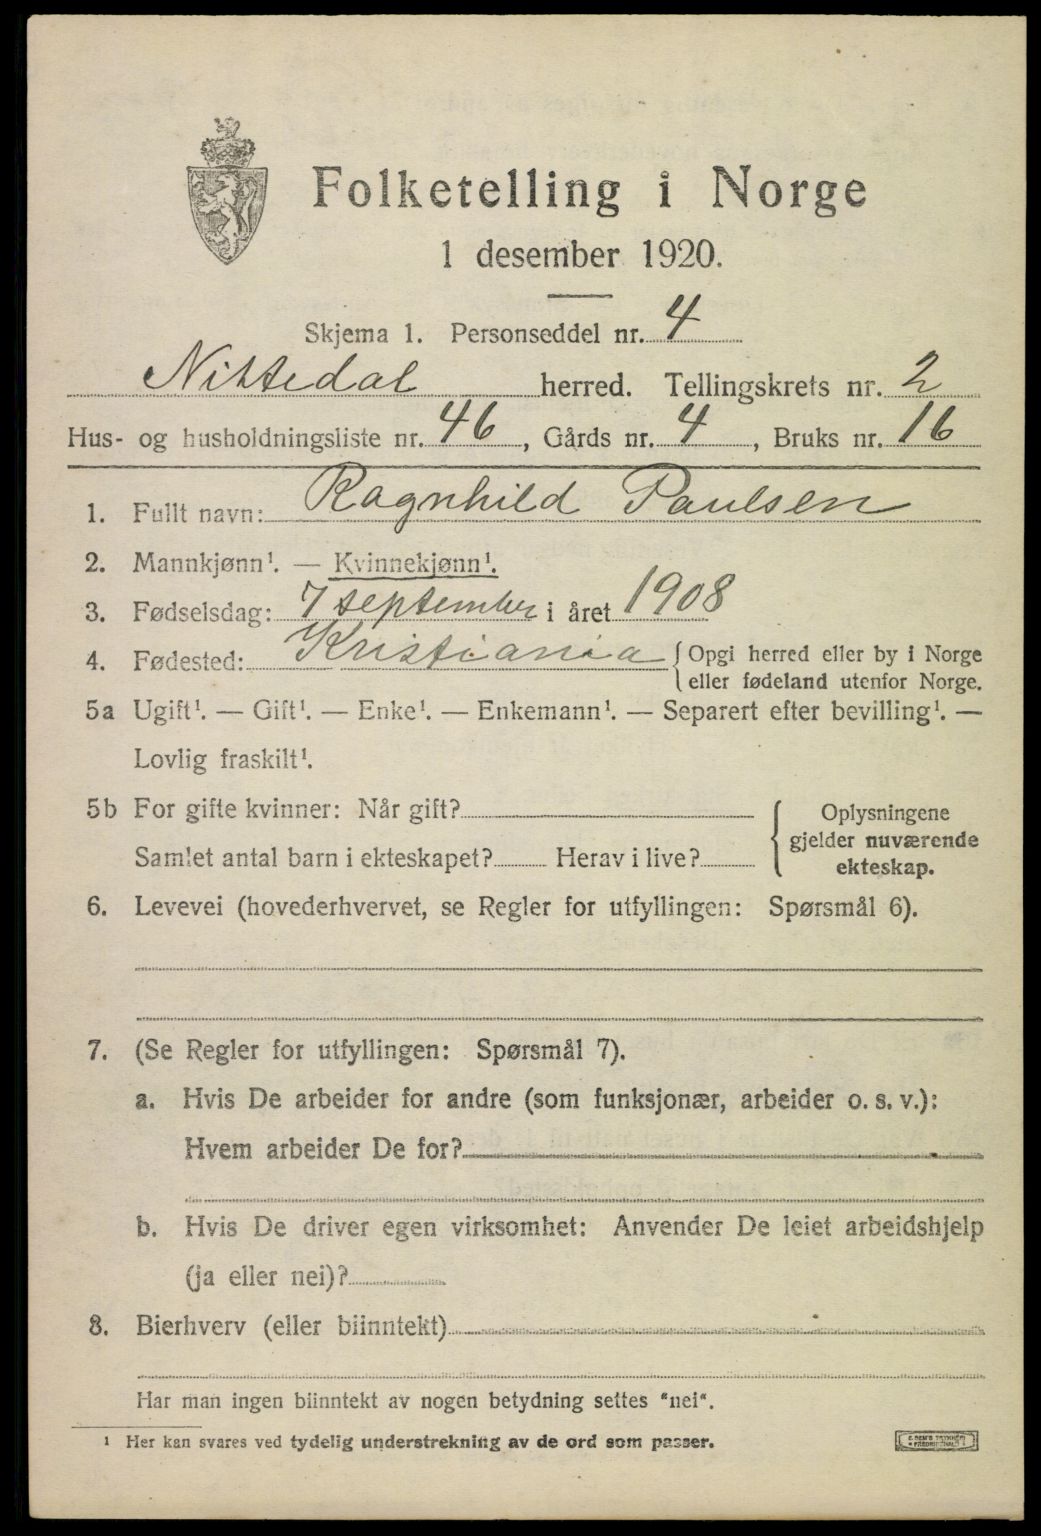 Folketelling i Norge
1 desember 1920.
Skjema 1. Personseddel nr. 4
Nittedal herred. Tellingskrets nr. 2
Hus- og husholdningsliste nr. 46, Gårds nr. 4, Bruks nr. 16
1. Fullt navn: Ragnhild Paulsen
2. Mannkjønn¹. — Kvinnekjønn¹.
3. Fødselsdag: 7 september i året 1908
4. Fødested: Kristiania {Opgi herred eller by i Norge
eller fødeland utenfor Norge.
5a Ugift¹. — Gift¹. — Enke¹. — Enkemann¹. — Separert efter bevilling¹. —
Lovlig fraskilt¹.
5b For gifte kvinner: Når gift?
Samlet antal barn i ekteskapet? Herav i live?
Oplysningene
gjelder nuværende
ekteskap.
6. Levevei (hovederhvervet, se Regler for utfyllingen: Spørsmål 6).
7. (Se Regler for utfyllingen: Spørsmål 7).
a. Hvis De arbeider for andre (som funksjonær, arbeider o. s. v.):
Hvem arbeider De for?
b. Hvis De driver egen virksomhet: Anvender De leiet arbeidshjelp
(ja eller nei)?
8. Bierhverv (eller biinntekt)
Har man ingen biinntekt av nogen betydning settes "nei".
¹ Her kan svares ved tydelig understrekning av de ord som passer.